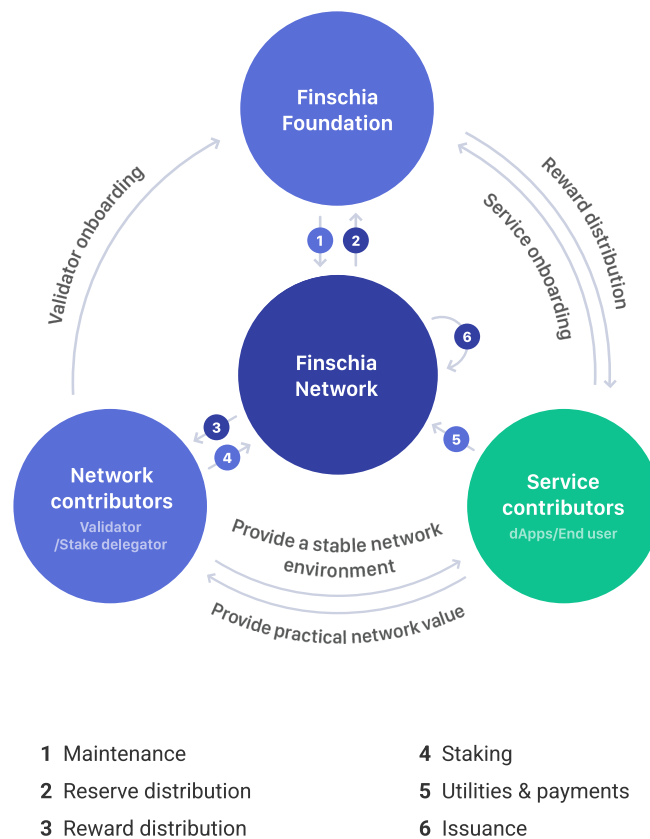 Finschia
Foundation
Validator onboarding
Reward distribution
Service onboarding
1
2
Finschia
Network
6
3
4
5
Network
contributors
Validator
/Stake delegator
Service
contributors
dApps/End user
Provide a stable network
environment
Provide practical network value
1 Maintenance
2 Reserve distribution
3 Reward distribution
4 Staking
5 Utilities & payments
6 Issuance